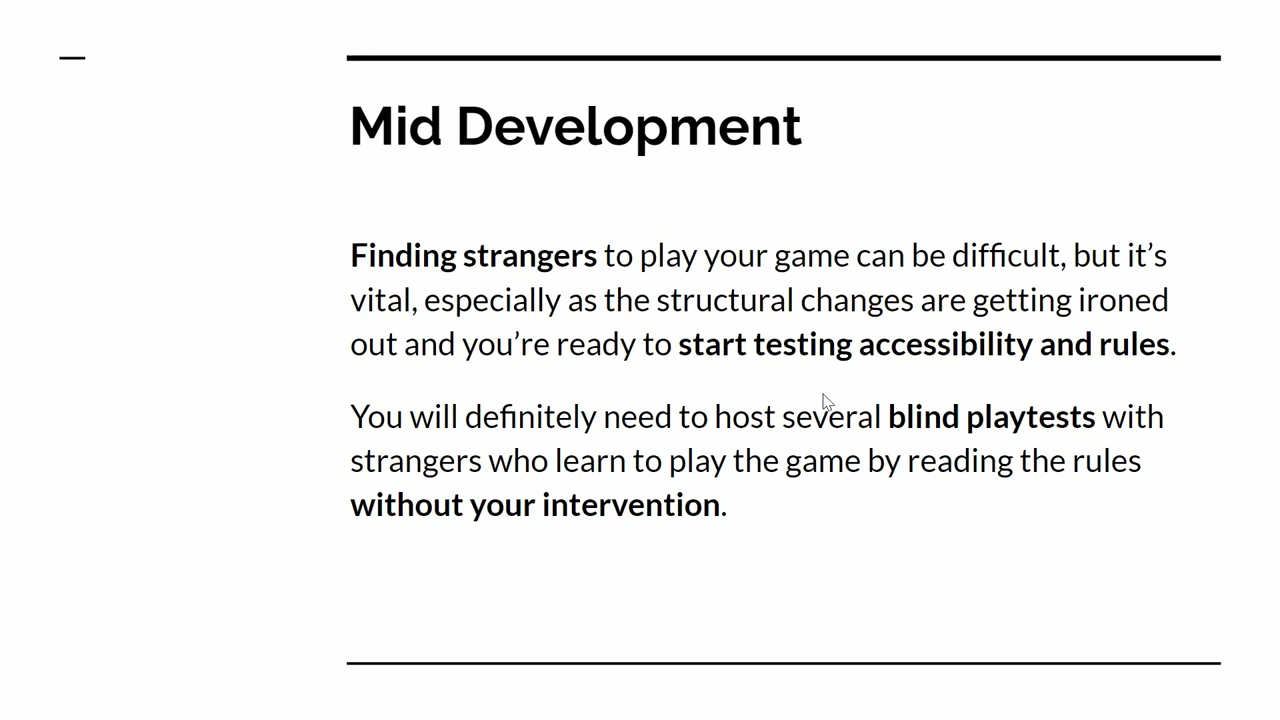 Mid Development
Finding strangers to play your game can be difficult, but it’s
vital, especially as the structural changes are getting ironed
out and you’re ready to start testing accessibility and rules.
You will definitely need to host several blind playtests with
strangers who learn to play the game by reading the rules
without your intervention.